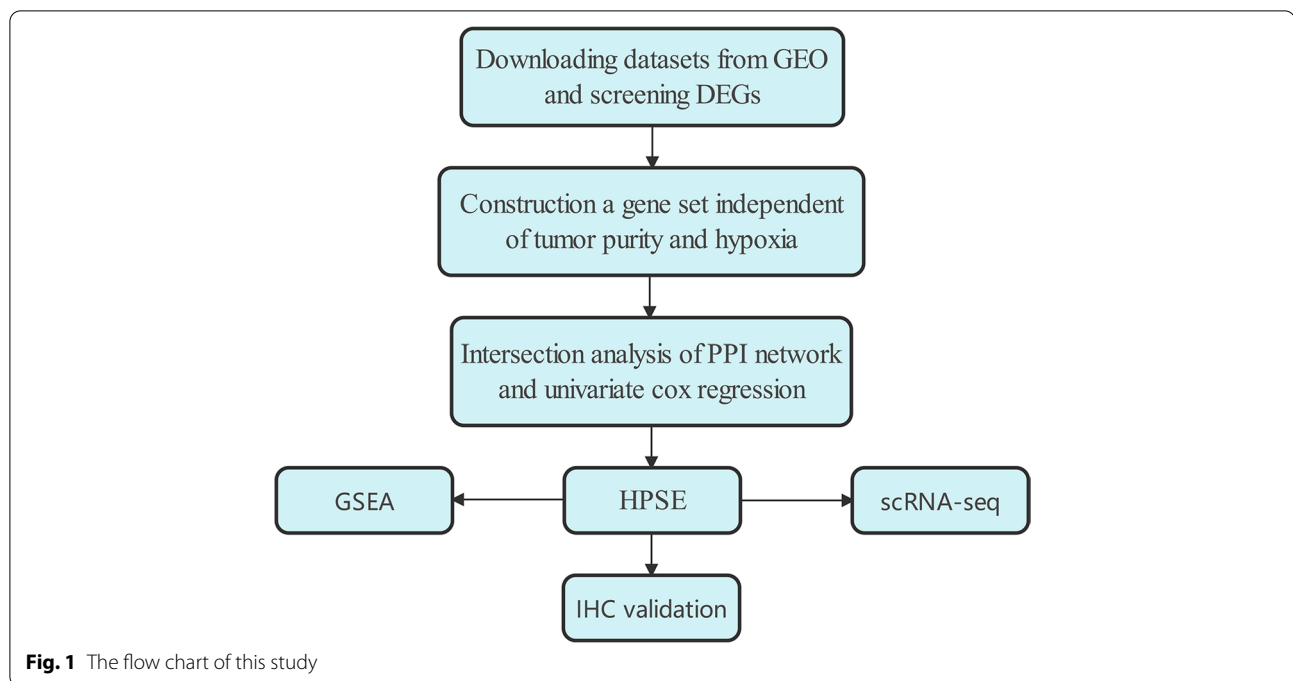 Downloading datasets from GEO
and screening DEGs
Construction a gene set independent
of tumor purity and hypoxia
Intersection analysis of PPI network
and univariate cox regression
GSEA
HPSE
scRNA-seq
IHC validation
Fig. 1 The flow chart of this study